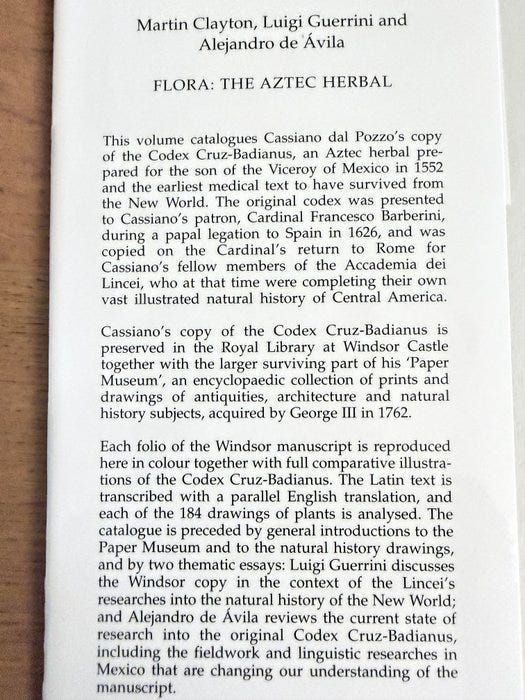 Martin Clayton, Luigi Guerrini and
Alejandro de Ávila
FLORA: THE AZTEC HERBAL
This volume catalogues Cassiano dal Pozzo's copy
of the Codex Cruz-Badianus, an Aztec herbal pre-
pared for the son of the Viceroy of Mexico in 1552
and the earliest medical text to have survived from
the New World. The original codex was presented
to Cassiano's patron, Cardinal Francesco Barberini,
during a papal legation to Spain in 1626, and was
copied on the Cardinal's return to Rome for
Cassiano's fellow members of the Accademia dei
Lincei, who at that time were completing their own
vast illustrated natural history of Central America.
Cassiano's copy of the Codex Cruz-Badianus is
preserved in the Royal Library at Windsor Castle
together with the larger surviving part of his 'Paper
Museum', an encyclopaedic collection of prints and
drawings of antiquities, architecture and natural
history subjects, acquired by George III in 1762.
Each folio of the Windsor manuscript is reproduced
here in colour together with full comparative illustra-
tions of the Codex Cruz-Badianus. The Latin text is
transcribed with a parallel English translation, and
each of the 184 drawings of plants is analysed. The
catalogue is preceded by general introductions to the
Paper Museum and to the natural history drawings,
and by two thematic essays: Luigi Guerrini discusses
the Windsor copy in the context of the Lincei's
researches into the natural history of the New World;
and Alejandro de Ávila reviews the current state of
research into the original Codex Cruz-Badianus,
including the fieldwork and linguistic researches in
Mexico that are changing our understanding of the
manuscript.